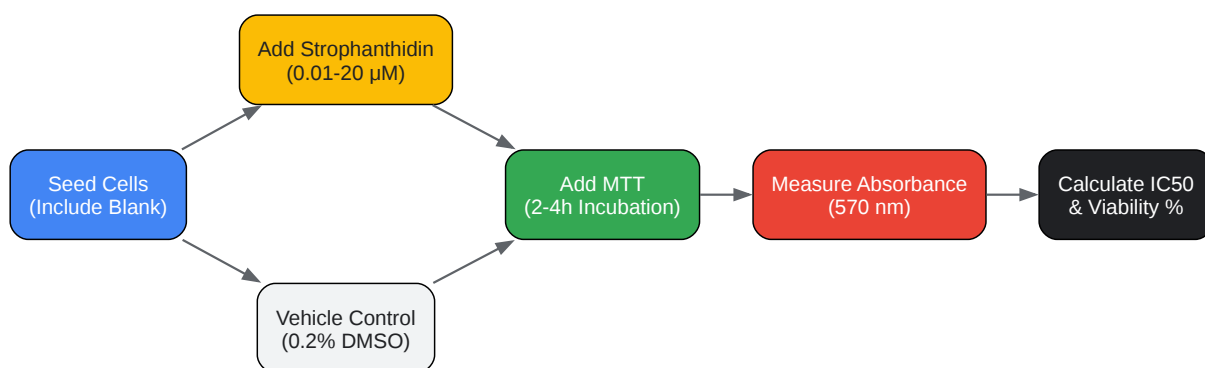 Add Strophanthidin
(0.01-20 μM)
Seed Cells
(Include Blank)
Add MTT
(2-4h Incubation)
Measure Absorbance
(570 nm)
Calculate IC50
& Viability %
Vehicle Control
(0.2% DMSO)